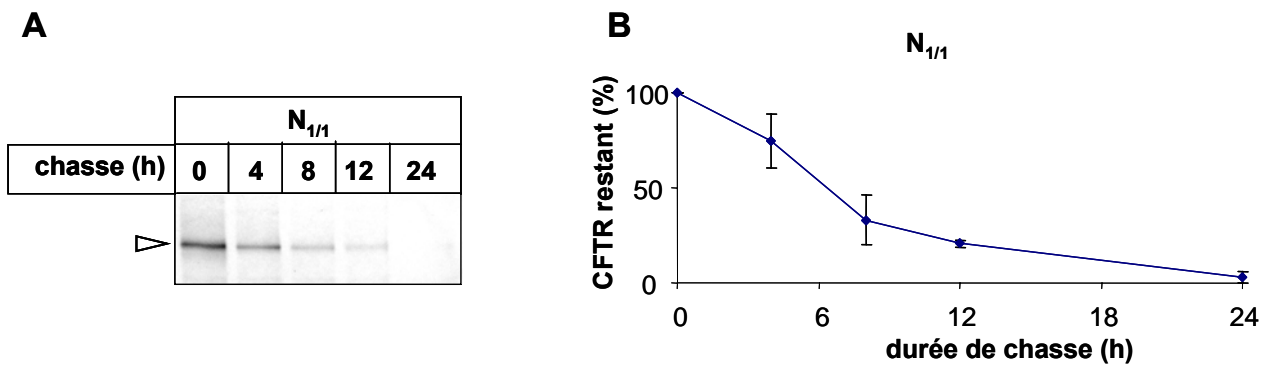 A
N1/1
chasse (h) 0 4 8 12 24
B
N1/1
CFTR restant (%)
100
50
0
0 6 12 18 24
durée de chasse (h)